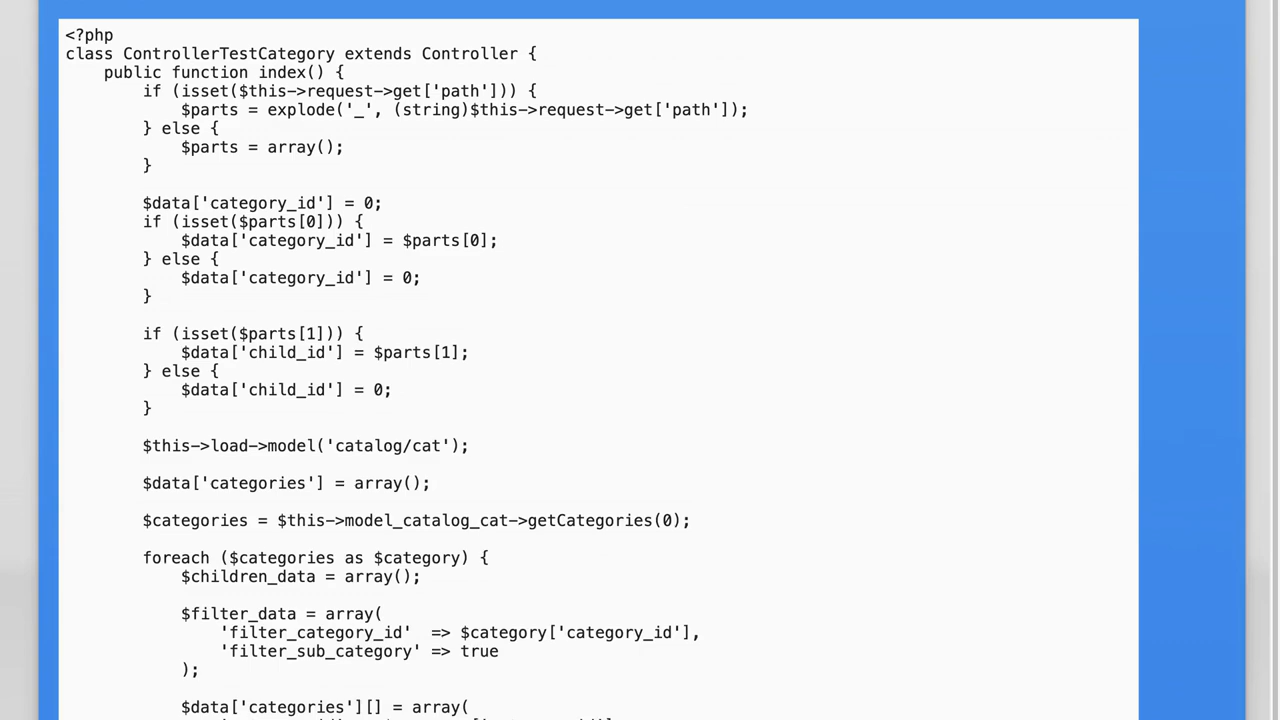 <?php
class ControllerTestCategory extends Controller {
    public function index() {
        if (isset($this->request->get['path'])) {
            $parts = explode('_', (string)$this->request->get['path']);
        } else {
            $parts = array();
        }

        $data['category_id'] = 0;
        if (isset($parts[0])) {
            $data['category_id'] = $parts[0];
        } else {
            $data['category_id'] = 0;
        }

        if (isset($parts[1])) {
            $data['child_id'] = $parts[1];
        } else {
            $data['child_id'] = 0;
        }

        $this->load->model('catalog/cat');

        $data['categories'] = array();

        $categories = $this->model_catalog_cat->getCategories(0);

        foreach ($categories as $category) {
            $children_data = array();

            $filter_data = array(
                'filter_category_id'  => $category['category_id'],
                'filter_sub_category' => true
            );

            $data['categories'][] = array(